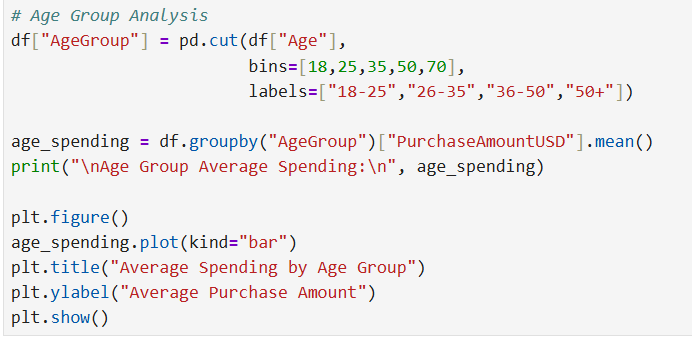 # Age Group Analysis
df["AgeGroup"] = pd.cut(df["Age"],
                        bins=[18,25,35,50,70],
                        labels=["18-25","26-35","36-50","50+"])

age_spending = df.groupby("AgeGroup")["PurchaseAmountUSD"].mean()
print("\nAge Group Average Spending:\n", age_spending)

plt.figure()
age_spending.plot(kind="bar")
plt.title("Average Spending by Age Group")
plt.ylabel("Average Purchase Amount")
plt.show()